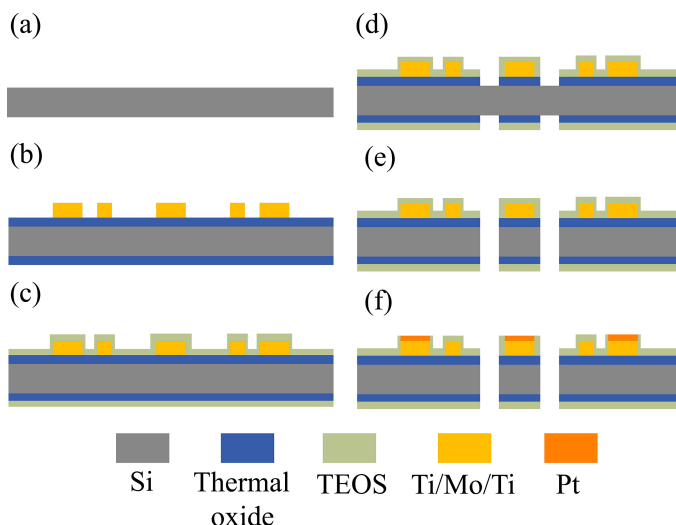 (a)
(b)
(c)
(d)
(e)
(f)
Si
Thermal
oxide
TEOS
Ti/Mo/Ti
Pt